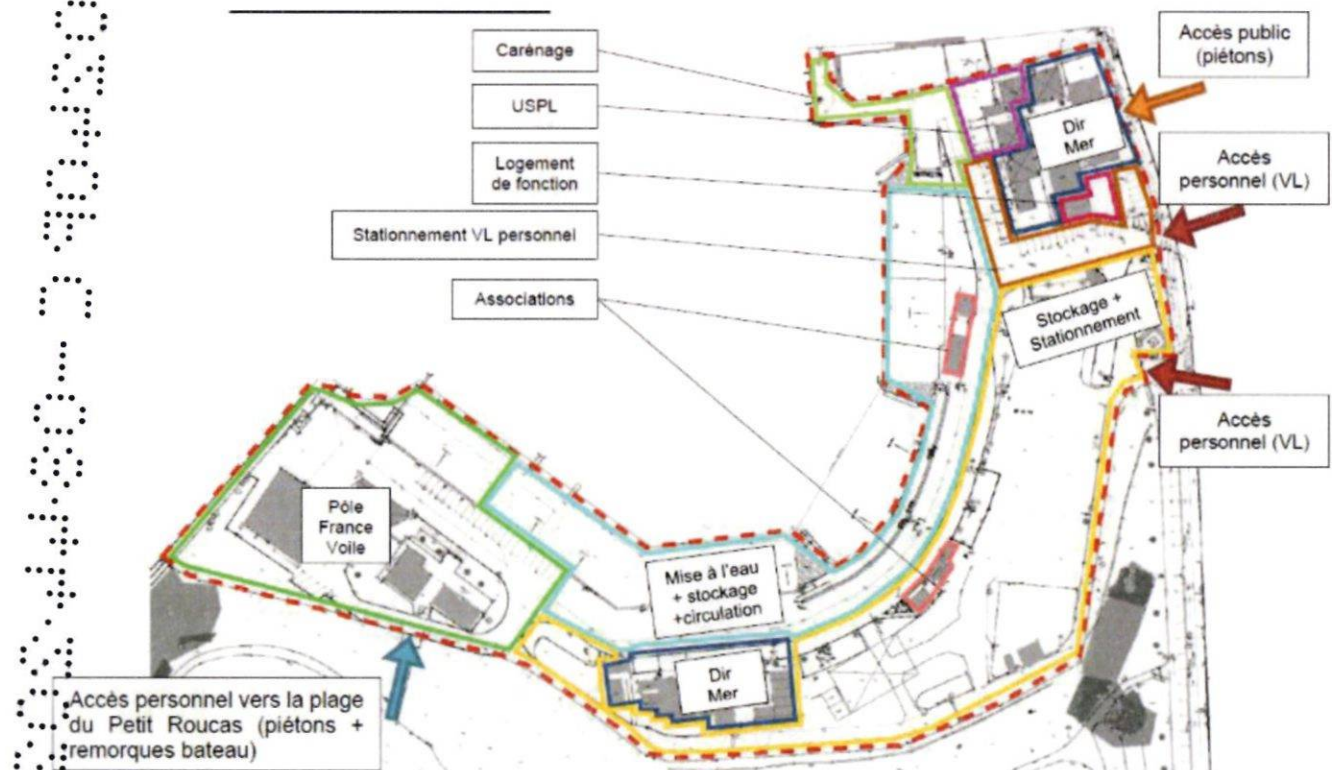 Carénage
USPL
Logement
de fonction
Stationnement VL personnel
Associations
Accès public
(piétons)
Dir
Mer
Accès
personnel (VL)
Stockage +
Stationnement
Accès
personnel (VL)
Pôle
France
Voile
Mise à l'eau
+ stockage
+circulation
Dir
Mer
Accès personnel vers la plage
du Petit Roucas (piétons +
remorques bateau)